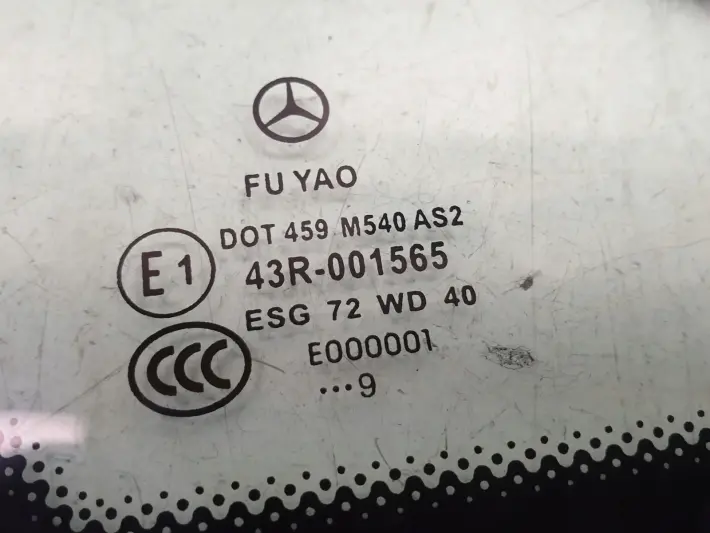 FU YAO
DOT 459 M540 AS2
E1
43R-001565
ESG 72 WD 40
CCC
E000001
•••9